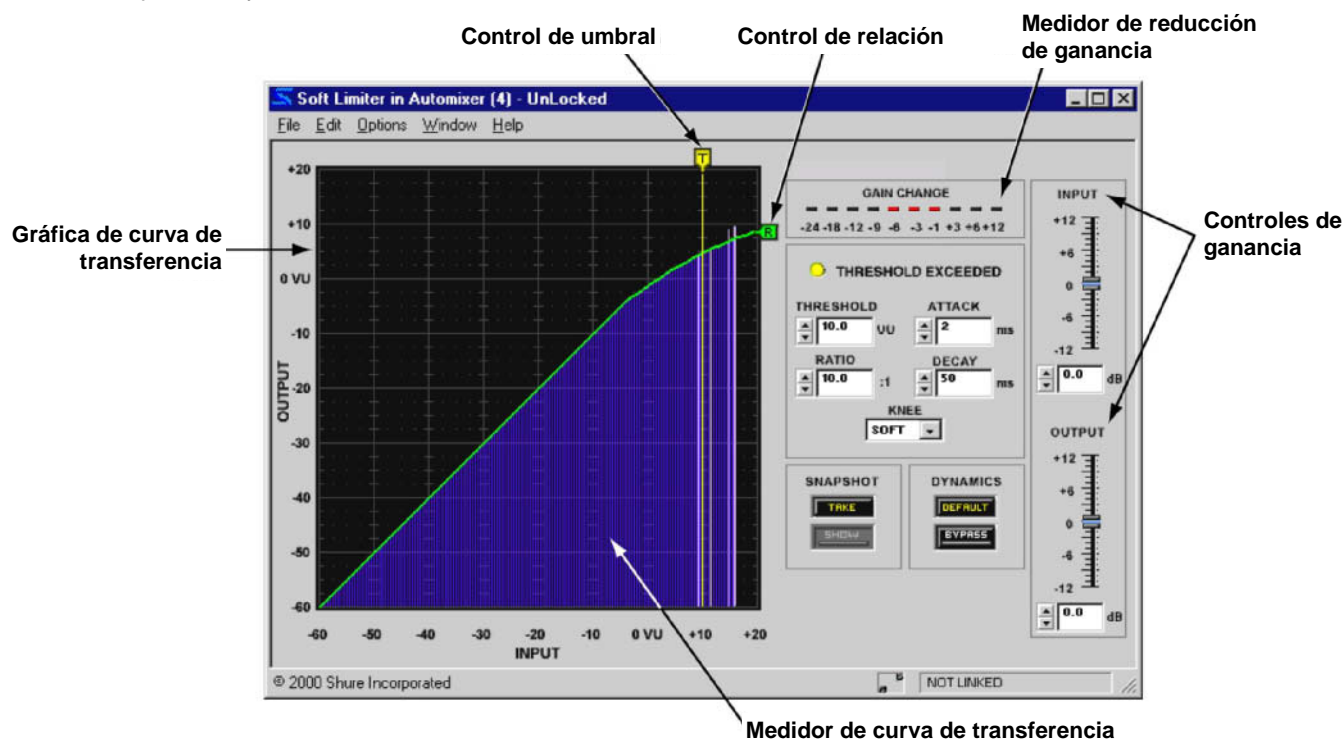 Control de umbral
Control de relación
Medidor de reducción
de ganancia
Soft Limiter in Automixer (4) - UnLocked
File Edit Options Window Help
T
+20
+10
0 VU
-10
-20
-30
-40
-50
-60
OUTPUT
-60 -50 -40 -30 -20 -10 0 VU +10 +20
INPUT
R
Gráfica de curva de
transferencia
GAIN CHANGE
-24 -18 -12 -9 -6 -3 -1 +3 +6 +12
THRESHOLD EXCEEDED
THRESHOLD ATTACK
10.0 VU 2 ms
RATIO DECAY
10.0 :1 50 ms
KNEE
SOFT
SNAPSHOT
TAKE
SHOW
DYNAMICS
DEFAULT
BYPASS
INPUT
+12
+6
0
-6
-12
0.0 dB
OUTPUT
+12
+6
0
-6
-12
0.0 dB
Controles de
ganancia
© 2000 Shure Incorporated
NOT LINKED
Medidor de curva de transferencia